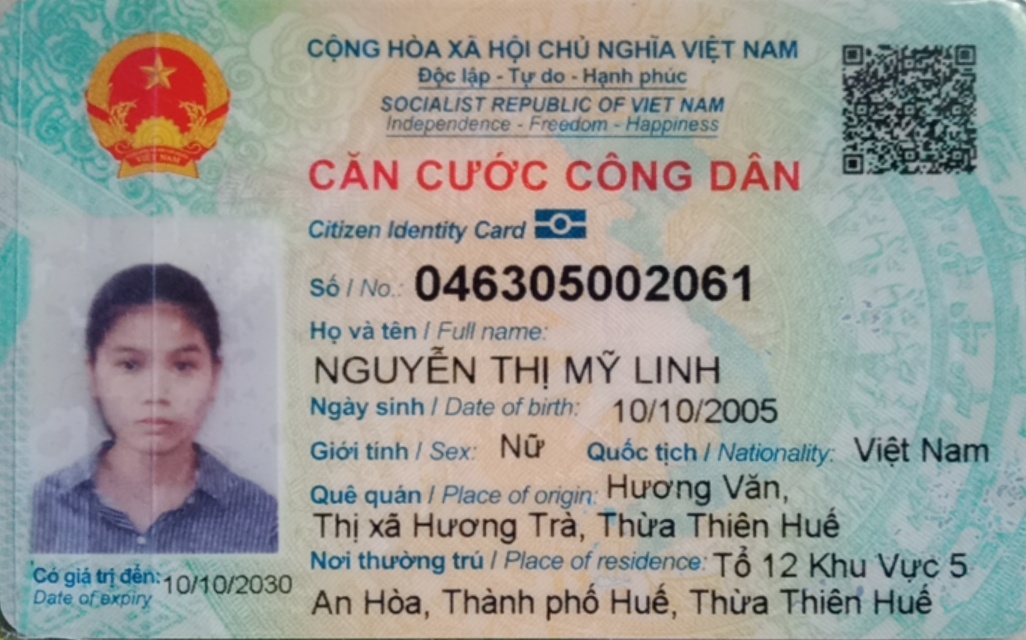 CỘNG HÒA XÃ HỘI CHỦ NGHĨA VIỆT NAM
Độc lập - Tự do - Hạnh phúc
SOCIALIST REPUBLIC OF VIET NAM
Independence - Freedom - Happiness
VIỆT NAM
CĂN CƯỚC CÔNG DÂN
Citizen Identity Card
Số / No.: 046305002061
Họ và tên / Full name:
NGUYỄN THỊ MỸ LINH
Ngày sinh / Date of birth: 10/10/2005
Giới tính / Sex: Nữ Quốc tịch / Nationality: Việt Nam
Quê quán / Place of origin: Hương Văn,
Thị xã Hương Trà, Thừa Thiên Huế
Nơi thường trú / Place of residence: Tổ 12 Khu Vực 5
An Hòa, Thành phố Huế, Thừa Thiên Huế
Có giá trị đến: 10/10/2030
Date of expiry